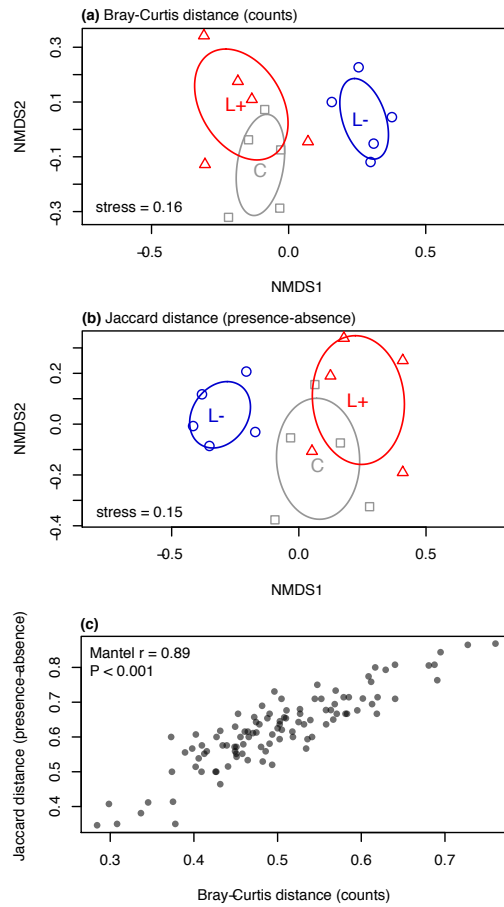 (a) Bray-Curtis distance (counts)
NMDS2
0.3
0.1
-0.1
-0.3
L+
L-
C
stress = 0.16
-0.5
0.0
0.5
NMDS1
(b) Jaccard distance (presence-absence)
NMDS2
0.2
0.0
-0.2
-0.4
L-
L+
C
stress = 0.15
-0.5
0.0
0.5
NMDS1
(c)
Jaccard distance (presence-absence)
0.8
0.7
0.6
0.5
0.4
Mantel r = 0.89
P < 0.001
0.3
0.4
0.5
0.6
0.7
Bray-Curtis distance (counts)